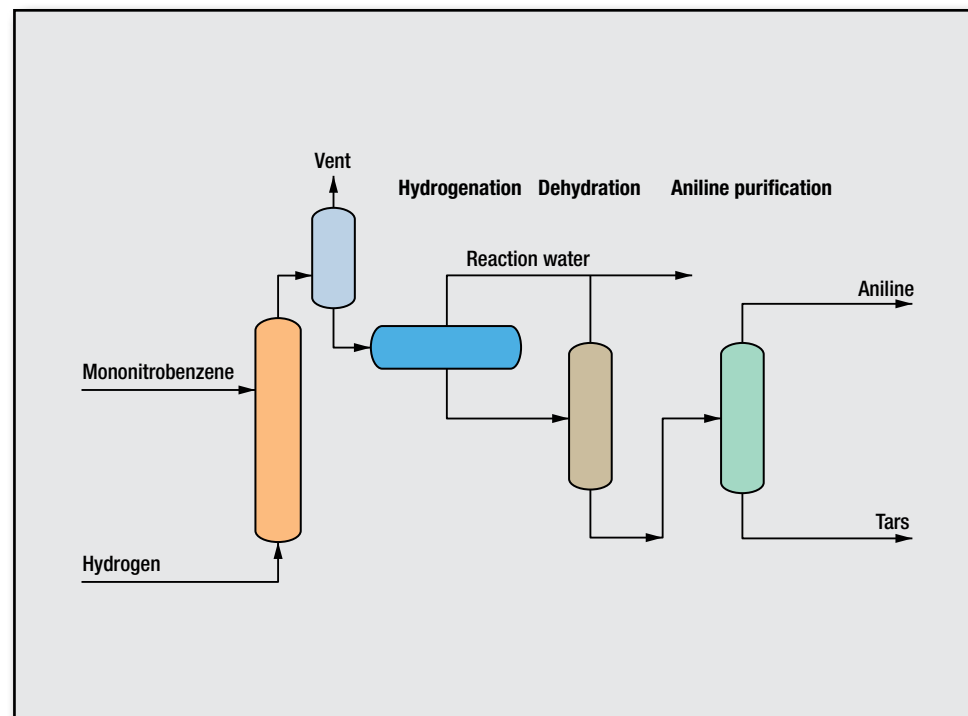 Vent
Hydrogenation
Dehydration
Aniline purification
Reaction water
Aniline
Mononitrobenzene
Tars
Hydrogen